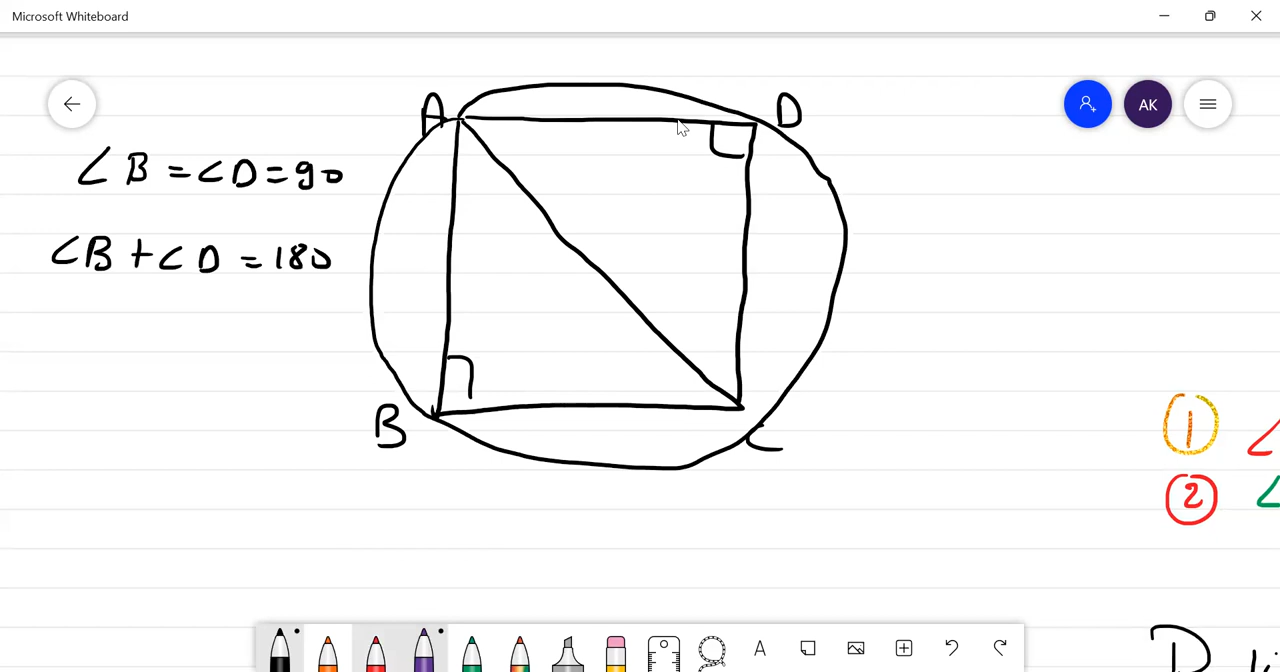 Microsoft Whiteboard
A
D
AK
∠B = ∠D = 90
∠B + ∠D = 180
B
C
① ∠
② ∠
A